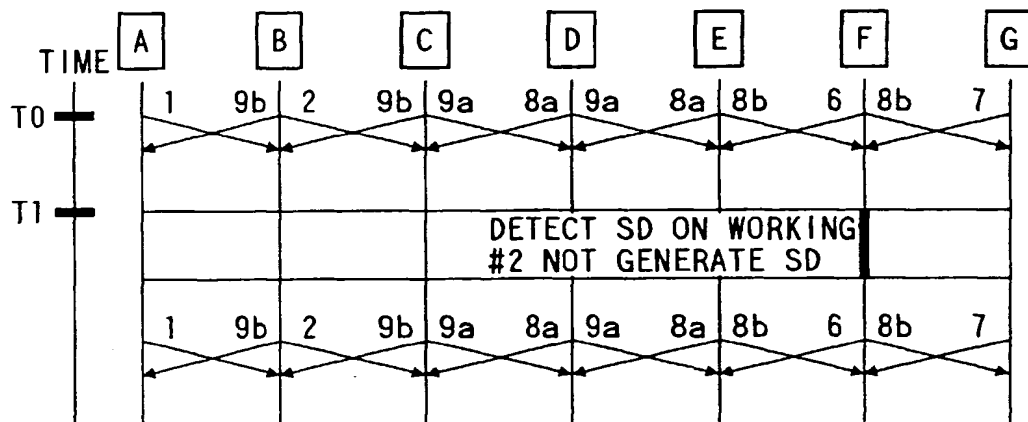 A B C D E F G
TIME
T0 1 9b 2 9b 9a 8a 9a 8a 8b 6 8b 7
T1
DETECT SD ON WORKING
#2 NOT GENERATE SD
1 9b 2 9b 9a 8a 9a 8a 8b 6 8b 7